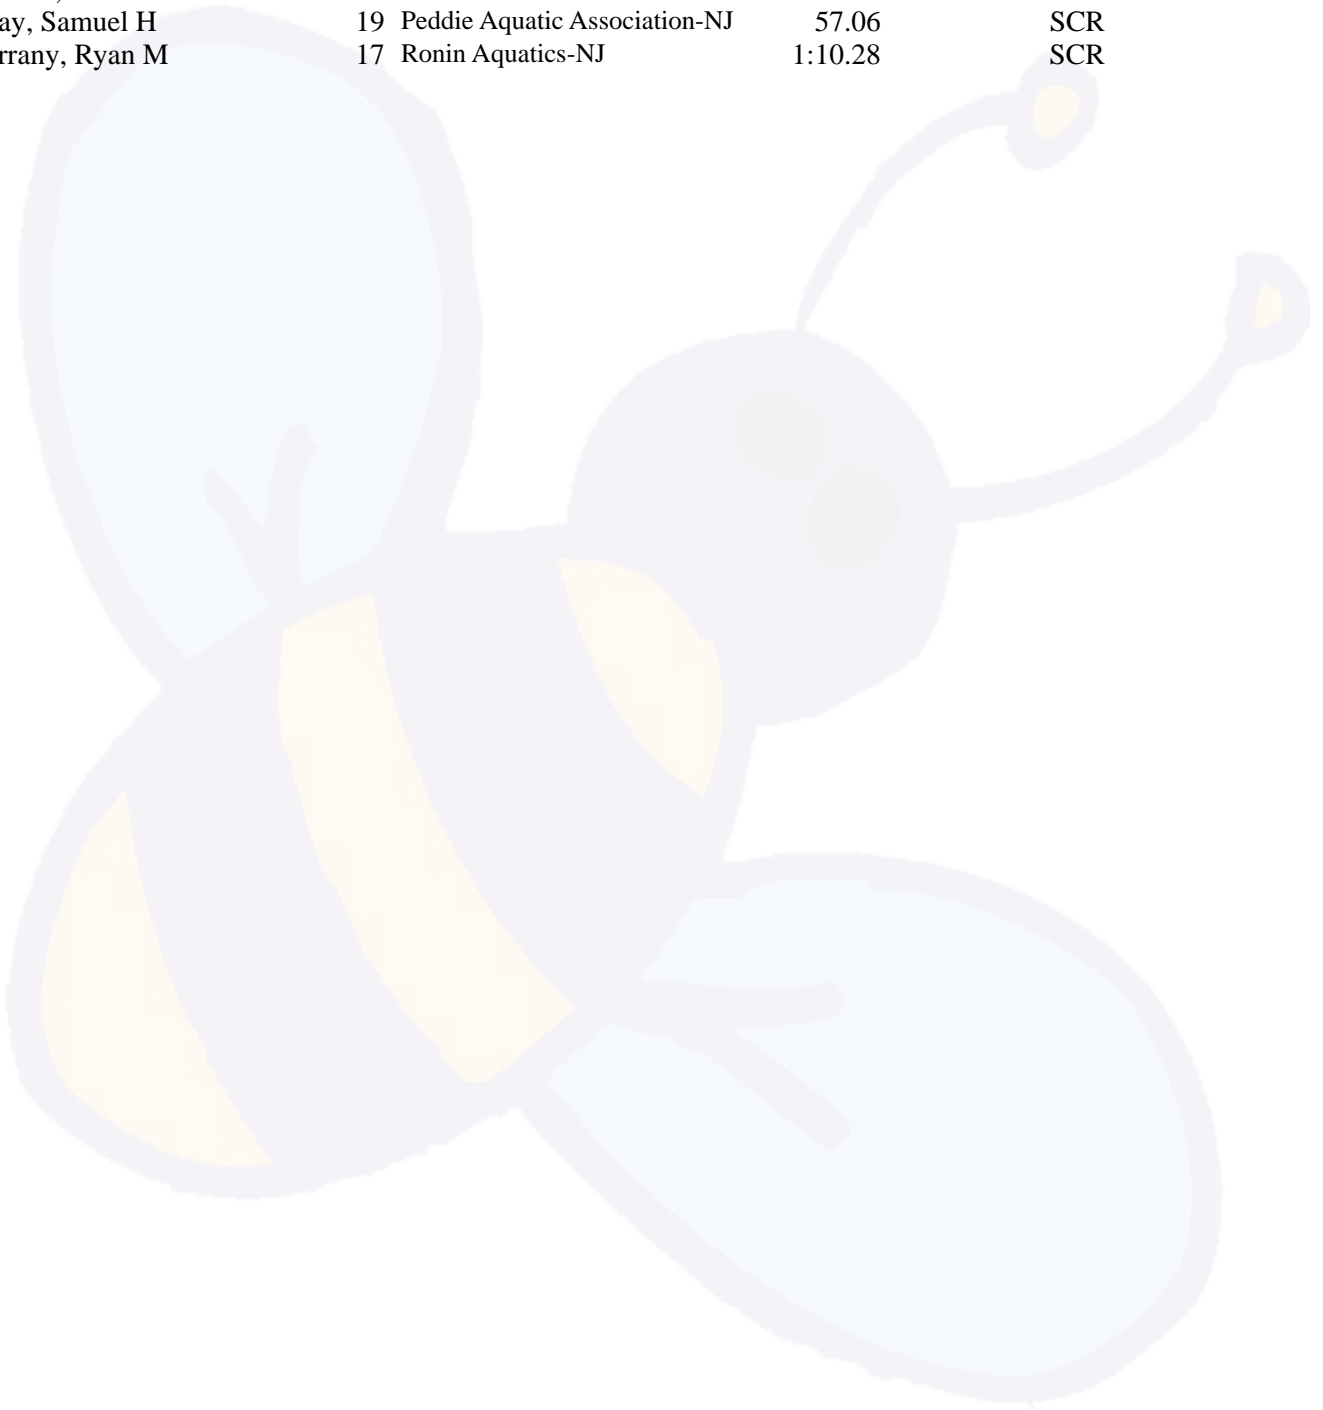 ay, Samuel H 19 Peddie Aquatic Association-NJ 57.06 SCR
rrany, Ryan M 17 Ronin Aquatics-NJ 1:10.28 SCR